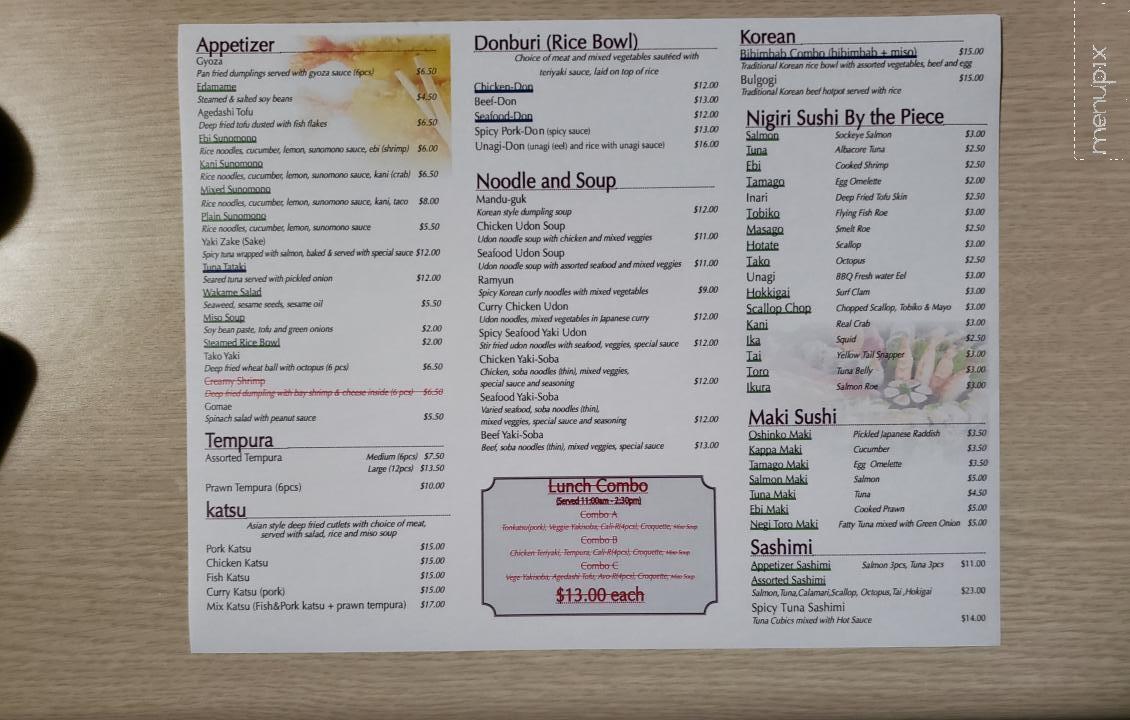 Appetizer
Gyoza
Pan fried dumplings served with gyoza sauce (6pcs) $6.50
Edamame
Steamed & salted soy beans $4.50
Agedashi Tofu
Deep fried tofu dusted with fish flakes $6.50
Ebi Sunomono
Rice noodles, cucumber, lemon, sunomono sauce, ebi (shrimp) $6.00
Kani Sunomono
Rice noodles, cucumber, lemon, sunomono sauce, kani (crab) $6.50
Mixed Sunomono
Rice noodles, cucumber, lemon, sunomono sauce, kani, taco $8.00
Plain Sunomono
Rice noodles, cucumber, lemon, sunomono sauce $5.50
Yaki Zake (Sake)
Spicy tuna wrapped with salmon, baked & served with special sauce $12.00
Tuna Tataki
Seared tuna served with pickled onion $12.00
Wakame Salad
Seaweed, sesame seeds, sesame oil $5.50
Miso Soup
Soy bean paste, tofu and green onions $2.00
Steamed Rice Bowl $2.00
Tako Yaki
Deep fried wheat ball with octopus (6 pcs) $6.50
Creamy Shrimp
Deep fried dumpling with bay shrimp & cheese inside (6 pcs) $6.50
Gomae
Spinach salad with peanut sauce $5.50
Tempura
Assorted Tempura Medium (6pcs) $7.50
Large (12pcs) $13.50
Prawn Tempura (6pcs) $10.00
katsu
Asian style deep fried cutlets with choice of meat,
served with salad, rice and miso soup
Pork Katsu $15.00
Chicken Katsu $15.00
Fish Katsu $15.00
Curry Katsu (pork) $15.00
Mix Katsu (Fish&Pork katsu + prawn tempura) $17.00
Donburi (Rice Bowl)
Choice of meat and mixed vegetables sautéed with
teriyaki sauce, laid on top of rice
Chicken-Don $12.00
Beef-Don $13.00
Seafood-Don $12.00
Spicy Pork-Don (spicy sauce) $13.00
Unagi-Don (unagi (eel) and rice with unagi sauce) $16.00
Noodle and Soup
Mandu-guk
Korean style dumpling soup $12.00
Chicken Udon Soup
Udon noodle soup with chicken and mixed veggies $11.00
Seafood Udon Soup
Udon noodle soup with assorted seafood and mixed veggies $11.00
Ramyun
Spicy Korean curly noodles with mixed vegetables $9.00
Curry Chicken Udon
Udon noodles, mixed vegetables in Japanese curry $12.00
Spicy Seafood Yaki Udon
Stir fried udon noodles with seafood, veggies, special sauce $12.00
Chicken Yaki-Soba
Chicken, soba noodles (thin), mixed veggies,
special sauce and seasoning $12.00
Seafood Yaki-Soba
Varied seafood, soba noodles (thin),
mixed veggies, special sauce and seasoning $12.00
Beef Yaki-Soba
Beef, soba noodles (thin), mixed veggies, special sauce $13.00
Lunch Combo
(Served 11:00am - 2:30pm)
Combo A
Tonkatsu(pork), Veggie Yakisoba, Cali-R(4pcs), Croquette, Miso Soup
Combo B
Chicken Teriyaki, Tempura, Cali-R(4pcs), Croquette, Miso Soup
Combo C
Vege Yakisoba, Agedashi Tofu, Avo-R(4pcs), Croquette, Miso Soup
$13.00 each
Korean
Bibimbab Combo (bibimbab + miso) $15.00
Traditional Korean rice bowl with assorted vegetables, beef and egg
Bulgogi $15.00
Traditional Korean beef hotpot served with rice
Nigiri Sushi By the Piece
Salmon Sockeye Salmon $3.00
Tuna Albacore Tuna $2.50
Ebi Cooked Shrimp $2.50
Tamago Egg Omelette $2.00
Inari Deep Fried Tofu Skin $2.50
Tobiko Flying Fish Roe $3.00
Masago Smelt Roe $2.50
Hotate Scallop $3.00
Tako Octopus $2.50
Unagi BBQ Fresh water Eel $3.00
Hokkigai Surf Clam $3.00
Scallop Chop Chopped Scallop, Tobiko & Mayo $3.00
Kani Real Crab $3.00
Ika Squid $2.50
Tai Yellow Tail Snapper $3.00
Toro Tuna Belly $3.00
Ikura Salmon Roe $3.00
Maki Sushi
Oshinko Maki Pickled Japanese Raddish $3.50
Kappa Maki Cucumber $3.50
Tamago Maki Egg Omelette $3.50
Salmon Maki Salmon $5.00
Tuna Maki Tuna $4.50
Ebi Maki Cooked Prawn $5.00
Negi Toro Maki Fatty Tuna mixed with Green Onion $5.00
Sashimi
Appetizer Sashimi Salmon 3pcs, Tuna 3pcs $11.00
Assorted Sashimi
Salmon,Tuna,Calamari,Scallop, Octopus,Tai ,Hokigai $23.00
Spicy Tuna Sashimi
Tuna Cubics mixed with Hot Sauce $14.00
menupix